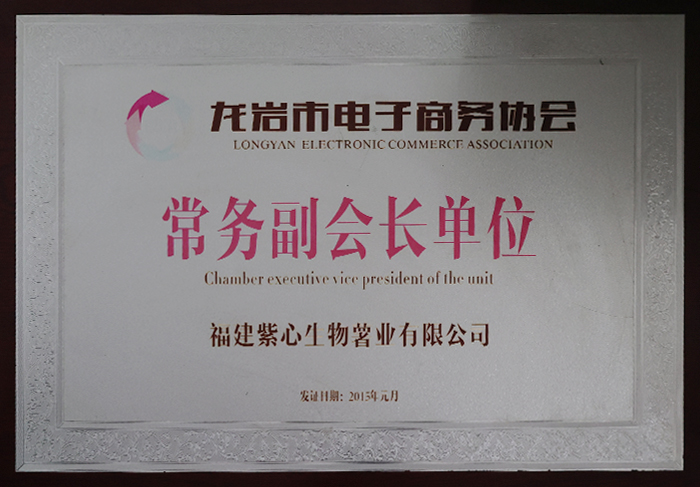 龙岩市电子商务协会
LONGYAN ELECTRONIC COMMERCE ASSOCIATION
常务副会长单位
Chamber executive vice president of the unit
福建紫心生物薯业有限公司
发证日期：2015年元月